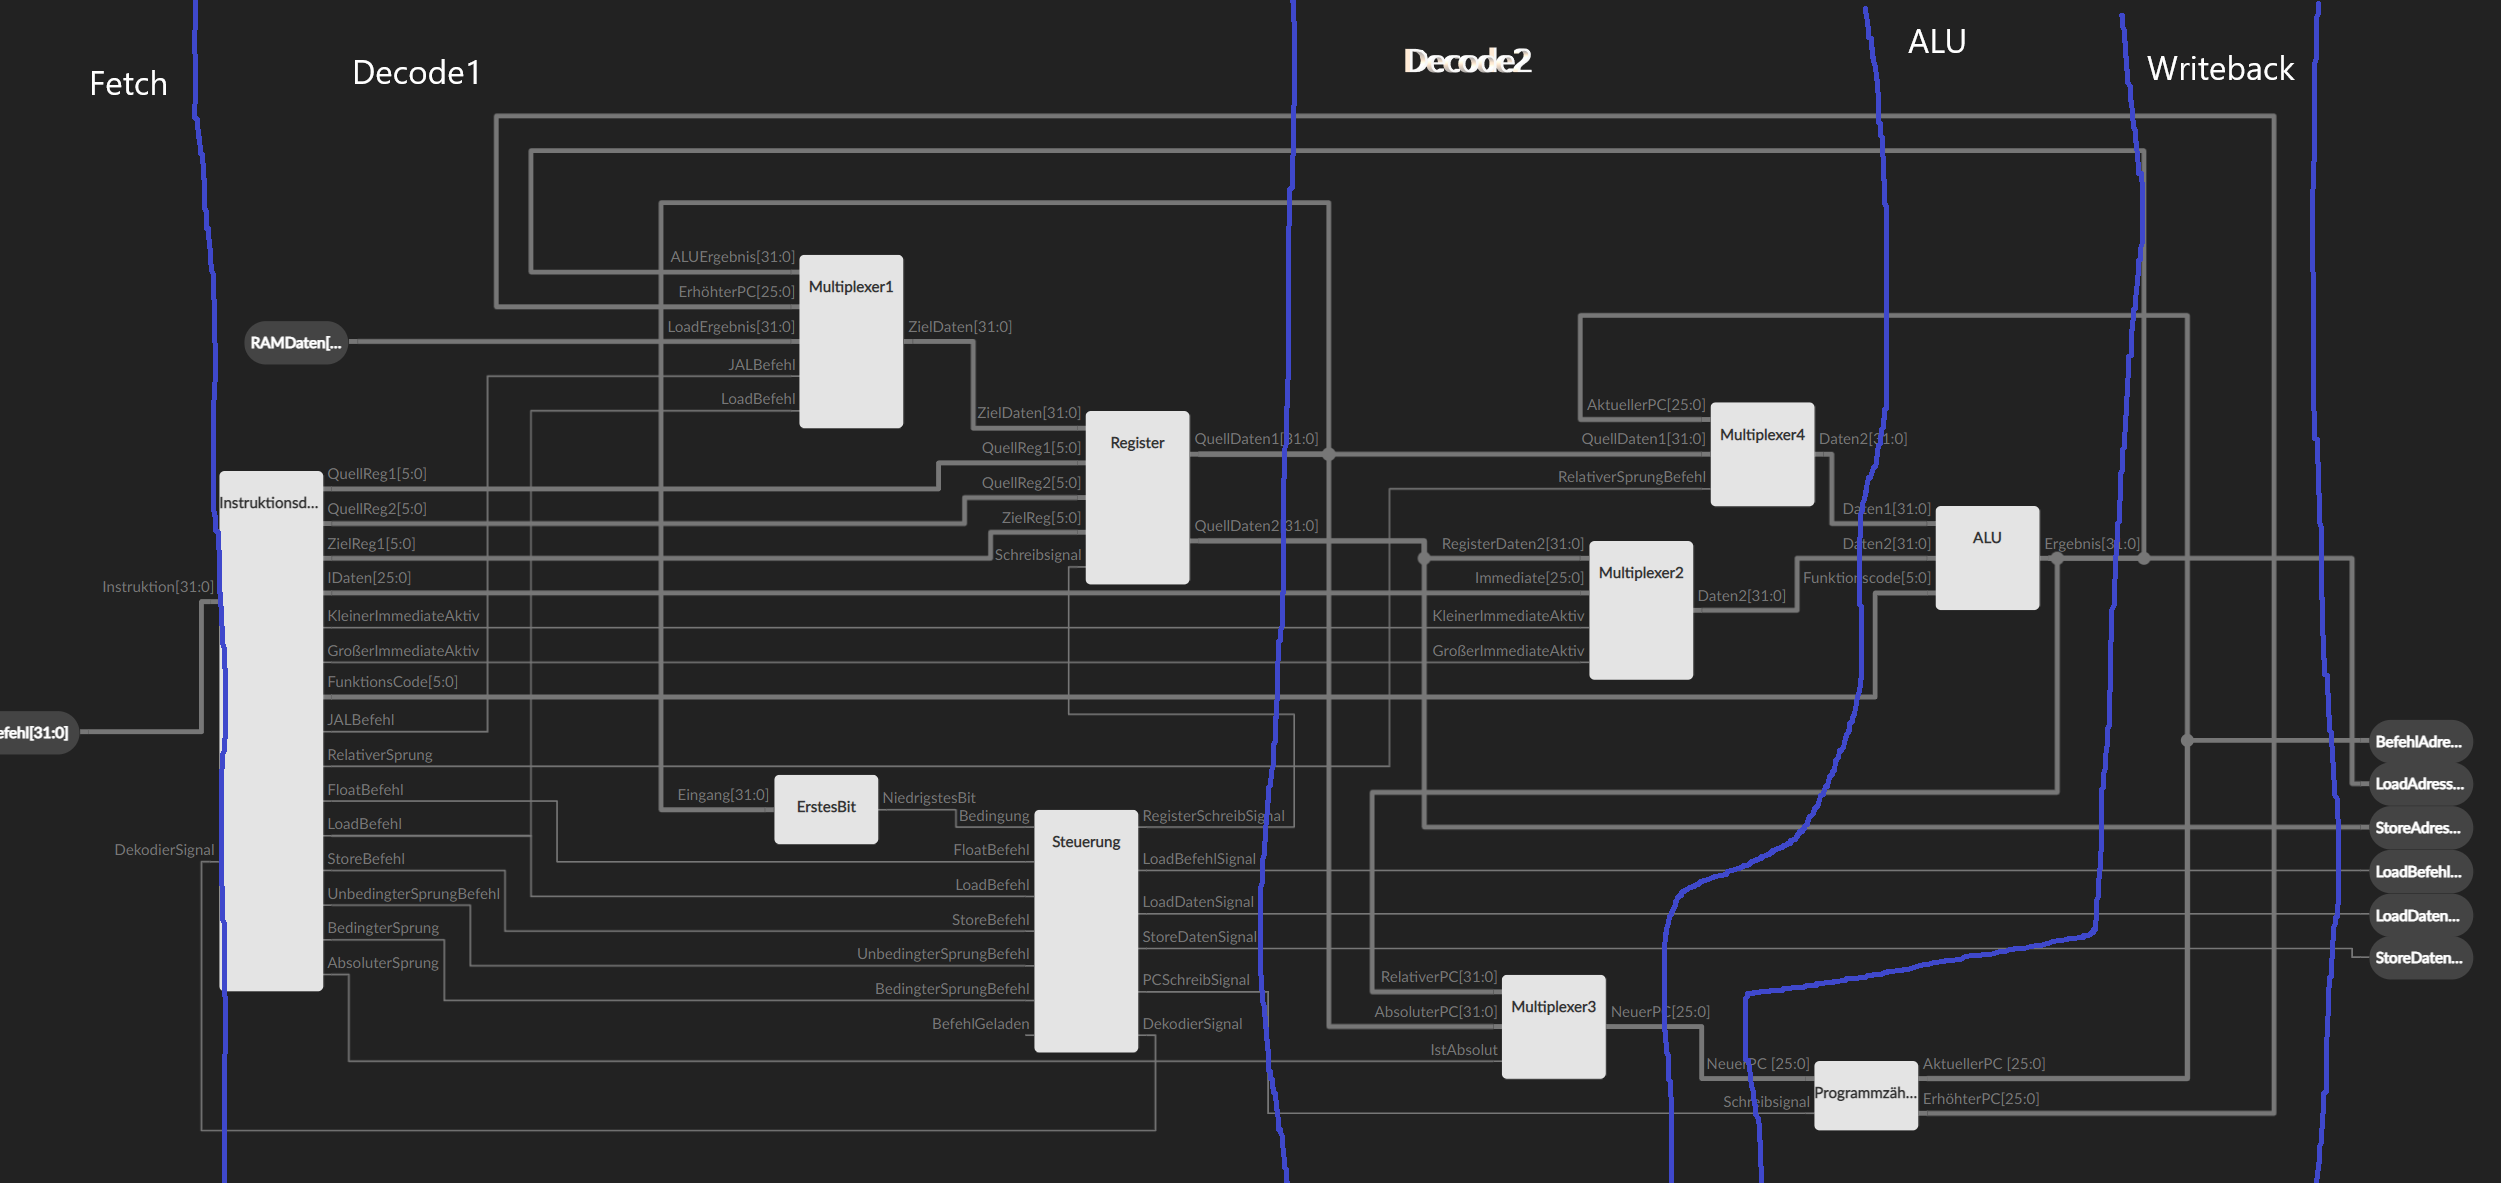 Fetch
Decode1
Decode2
ALU
Writeback
ALUErgebnis[31:0]
ErhöhterPC[25:0]
LoadErgebnis[31:0]
JALBefehl
LoadBefehl
Multiplexer1
ZielDaten[31:0]
RAMDaten[...
ZielDaten[31:0]
QuellReg1[5:0]
QuellReg2[5:0]
ZielReg[5:0]
Schreibsignal
Register
QuellDaten1[31:0]
QuellDaten2[31:0]
AktuellerPC[25:0]
QuellDaten1[31:0]
RelativerSprungBefehl
Multiplexer4
Daten2[31:0]
Instruktion[31:0]
DekodierSignal
efehl[31:0]
Instruktionsd...
QuellReg1[5:0]
QuellReg2[5:0]
ZielReg1[5:0]
IDaten[25:0]
KleinerImmediateAktiv
GroßerImmediateAktiv
FunktionsCode[5:0]
JALBefehl
RelativerSprung
FloatBefehl
LoadBefehl
StoreBefehl
UnbedingterSprungBefehl
BedingterSprung
AbsoluterSprung
RegisterDaten2[31:0]
Immediate[25:0]
KleinerImmediateAktiv
GroßerImmediateAktiv
Multiplexer2
Daten2[31:0]
Daten1[31:0]
Daten2[31:0]
Funktionscode[5:0]
ALU
Ergebnis[31:0]
Eingang[31:0]
ErstesBit
NiedrigstesBit
Bedingung
FloatBefehl
LoadBefehl
StoreBefehl
UnbedingterSprungBefehl
BedingterSprungBefehl
BefehlGeladen
Steuerung
RegisterSchreibSignal
LoadBefehlSignal
LoadDatenSignal
StoreDatenSignal
PCSchreibSignal
DekodierSignal
RelativerPC[31:0]
AbsoluterPC[31:0]
IstAbsolut
Multiplexer3
NeuerPC[25:0]
NeuerPC [25:0]
Schreibsignal
Programmzäh...
AktuellerPC [25:0]
ErhöhterPC[25:0]
BefehlAdre...
LoadAdress...
StoreAdres...
LoadBefehl...
LoadDaten...
StoreDaten...